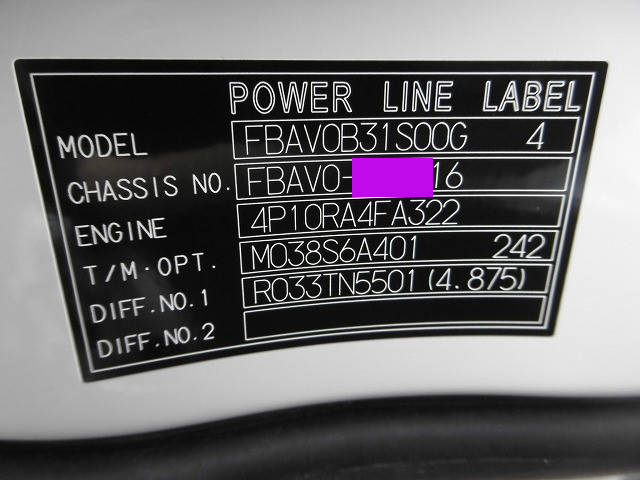 POWER LINE LABEL
MODEL FBAV0B31S00G 4
CHASSIS NO. FBAV0- 16
ENGINE 4P10RA4FA322
T/M·OPT. M038S6A401 242
DIFF.NO.1 R033TN5501(4.875)
DIFF.NO.2